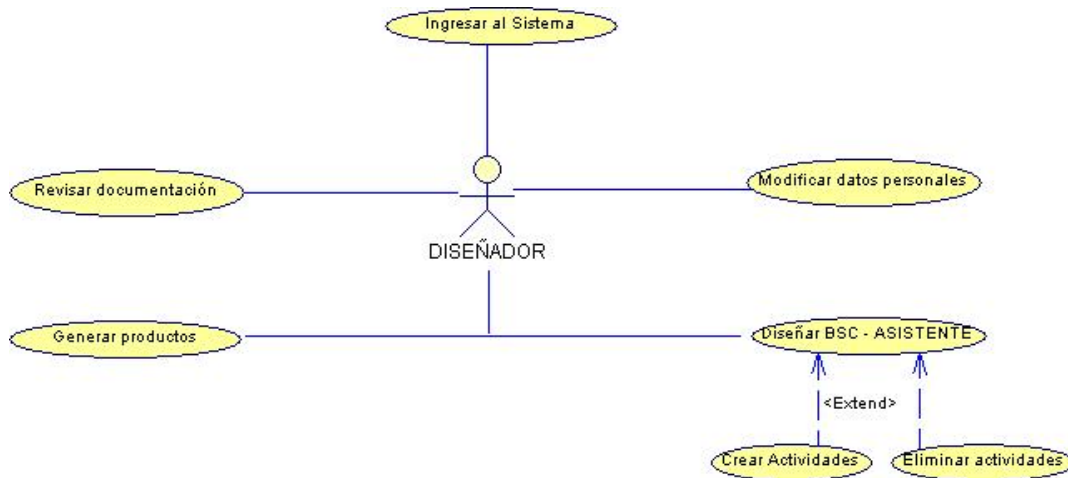 Ingresar al Sistema
Revisar documentación
Modificar datos personales
DISEÑADOR
Generar productos
Diseñar BSC - ASISTENTE
<Extend>
Crear Actividades
Eliminar actividades